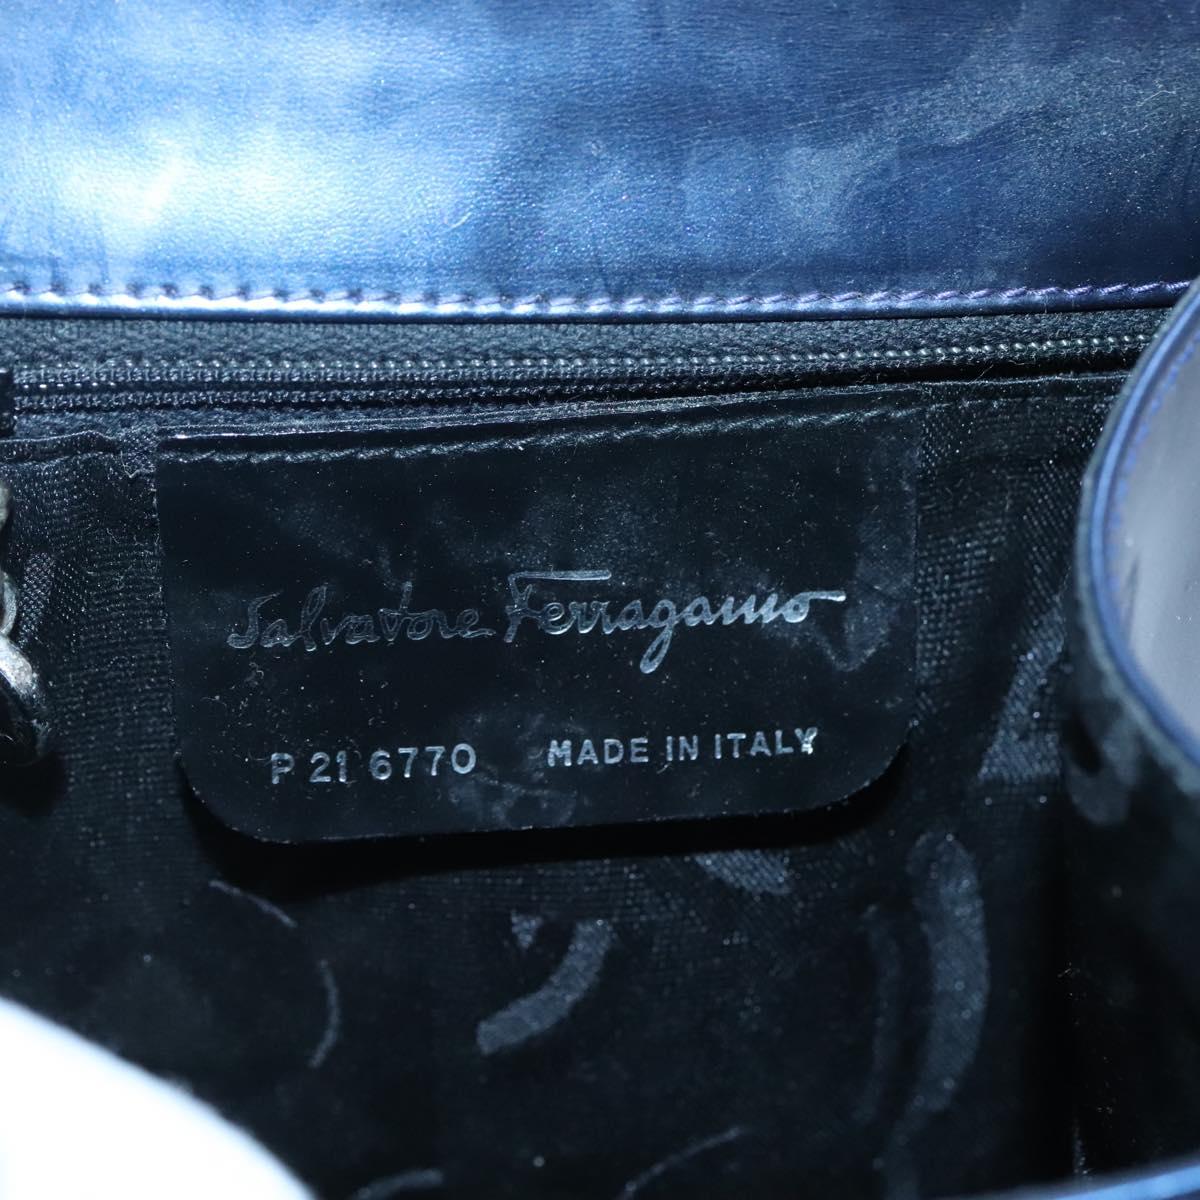 Salvatore Ferragamo
P 21 6770 MADE IN ITALY